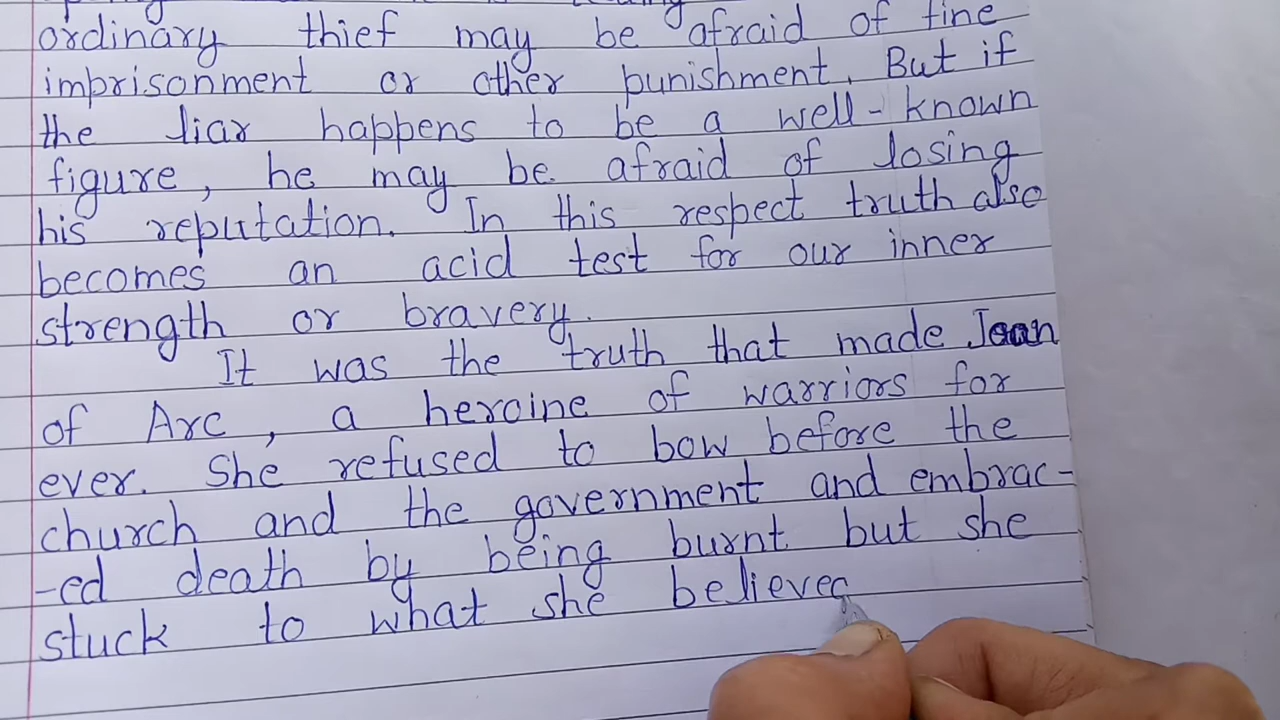 ordinary thief may be afraid of fine
imprisonment or other punishment. But if
the liar happens to be a well-known
figure, he may be afraid of losing
his reputation. In this respect truth also
becomes an acid test for our inner
strength or bravery.
It was the truth that made Joan
of Arc, a heroine of warriors for
ever. She refused to bow before the
church and the government and embrac-
-ed death by being burnt but she
stuck to what she believed